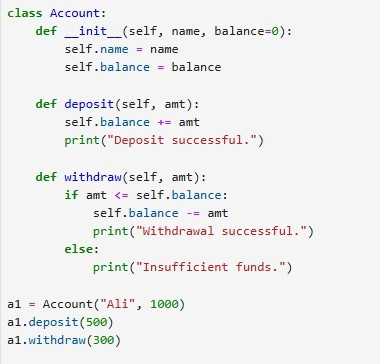 class Account:
    def __init__(self, name, balance=0):
        self.name = name
        self.balance = balance

    def deposit(self, amt):
        self.balance += amt
        print("Deposit successful.")

    def withdraw(self, amt):
        if amt <= self.balance:
            self.balance -= amt
            print("Withdrawal successful.")
        else:
            print("Insufficient funds.")

a1 = Account("Ali", 1000)
a1.deposit(500)
a1.withdraw(300)